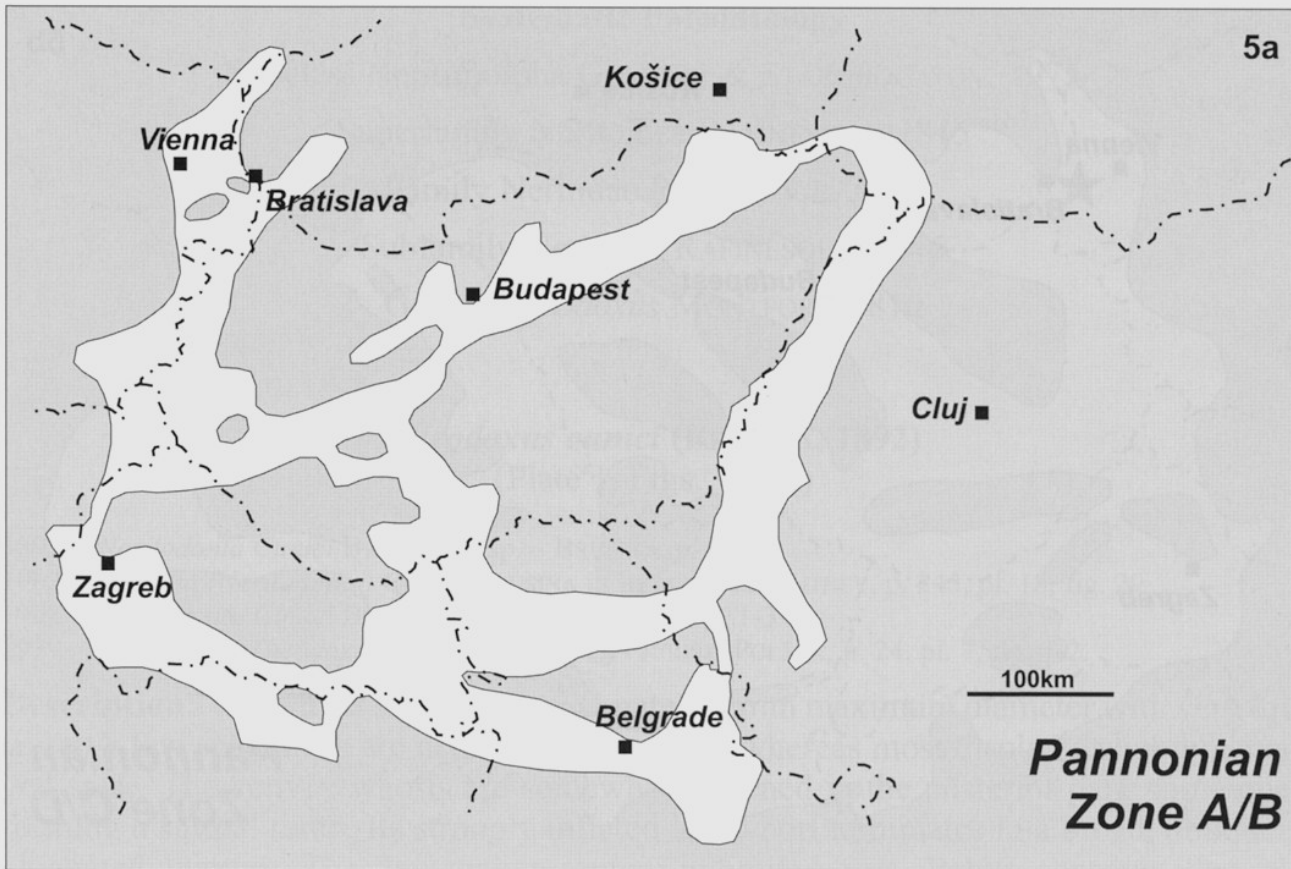 5a
Košice
Vienna
Bratislava
Budapest
Cluj
Zagreb
100km
Belgrade
Pannonian
Zone A/B